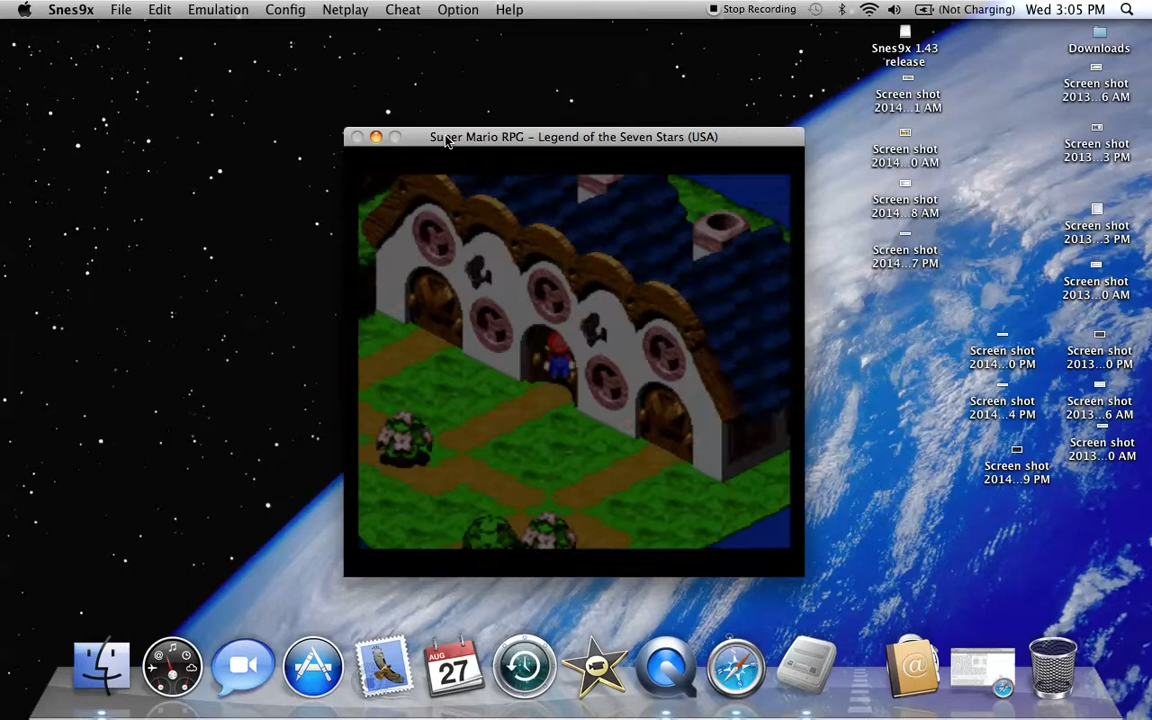 Snes9x File Edit Emulation Config Netplay Cheat Option Help Stop Recording (Not Charging) Wed 3:05 PM
Snes9x 1.43
release
Downloads
Screen shot
2014...1 AM
Screen shot
2013...6 AM
Screen shot
2014...0 AM
Screen shot
2013...3 PM
Screen shot
2014...8 AM
Screen shot
2013...3 PM
Screen shot
2014...7 PM
Screen shot
2013...0 AM
Screen shot
2014...0 PM
Screen shot
2013...0 PM
Screen shot
2014...4 PM
Screen shot
2013...6 AM
Screen shot
2014...9 PM
Screen shot
2013...0 AM
Super Mario RPG - Legend of the Seven Stars (USA)
AUG
27